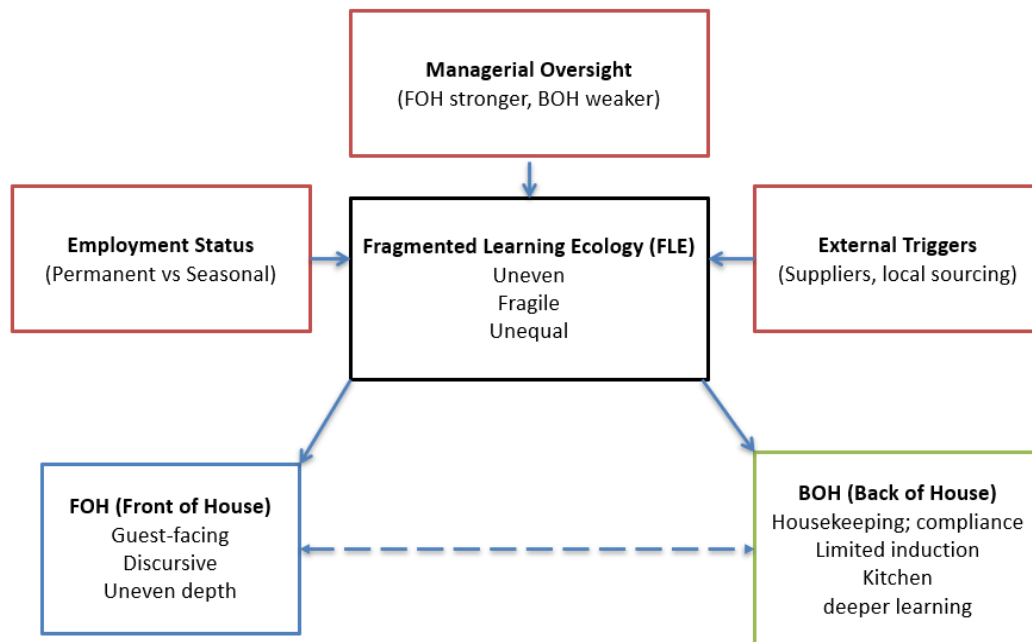 Managerial Oversight
(FOH stronger, BOH weaker)
Employment Status
(Permanent vs Seasonal)
Fragmented Learning Ecology (FLE)
Uneven
Fragile
Unequal
External Triggers
(Suppliers, local sourcing)
FOH (Front of House)
Guest-facing
Discursive
Uneven depth
BOH (Back of House)
Housekeeping; compliance
Limited induction
Kitchen
deeper learning